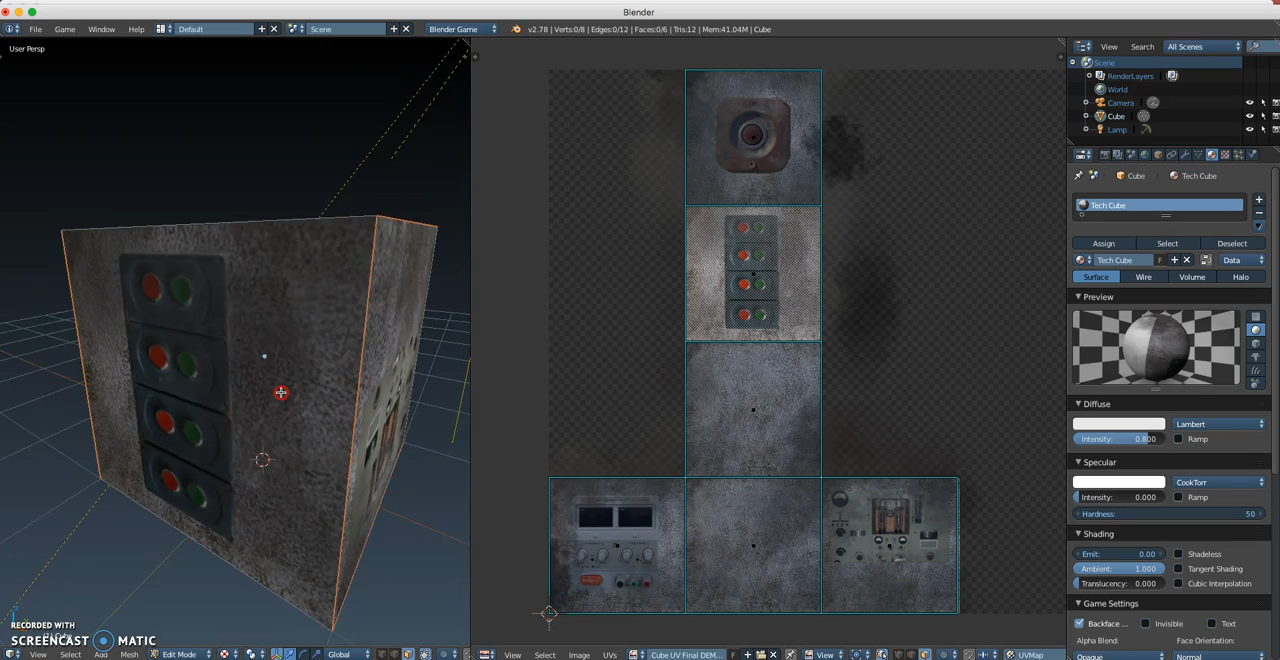 Blender
File Game Window Help Default Scene Blender Game v2.78 | Verts:0/8 | Edges:0/12 | Faces:0/6 | Tris:12 | Mem:41.04M | Cube
User Persp
View Search All Scenes
Scene
RenderLayers
World
Camera
Cube
Lamp
Cube Tech Cube
Tech Cube
Assign Select Deselect
Tech Cube F Data
Surface Wire Volume Halo
Preview
Diffuse
Lambert
Intensity: 0.800 Ramp
Specular
CookTorr
Intensity: 0.000 Ramp
Hardness: 50
Shading
Emit: 0.00 Shadeless
Ambient: 1.000 Tangent Shading
Translucency: 0.000 Cubic Interpolation
Game Settings
Backface ... Invisible Text
Alpha Blend: Face Orientation:
Opaque Normal
RECORDED WITH
SCREENCAST MATIC
View Select Add Mesh Edit Mode Global
View Select Image UVs Cube UV Final DEM... F View UVMap